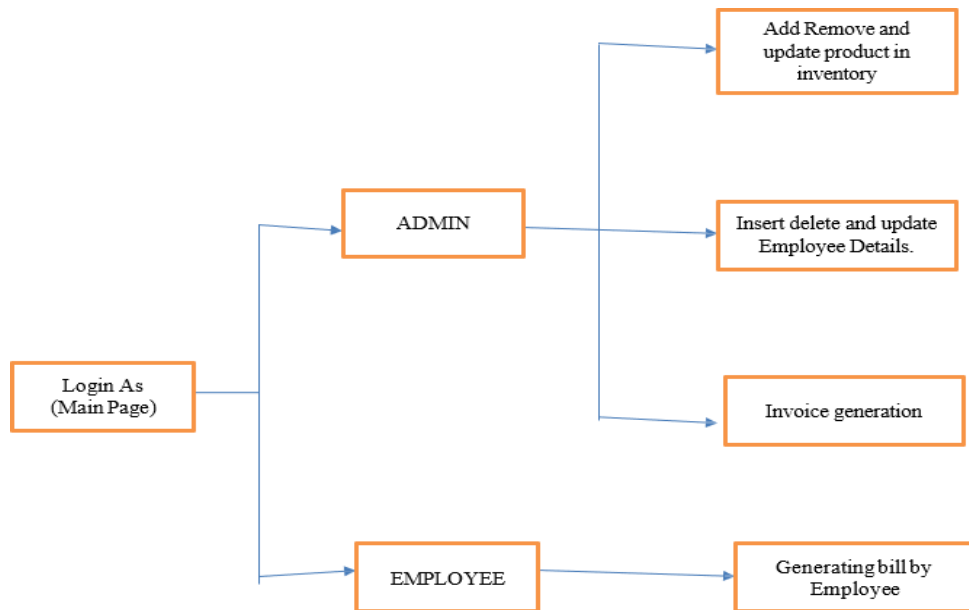 Add Remove and
update product in
inventory
ADMIN
Insert delete and update
Employee Details.
Login As
(Main Page)
Invoice generation
EMPLOYEE
Generating bill by
Employee